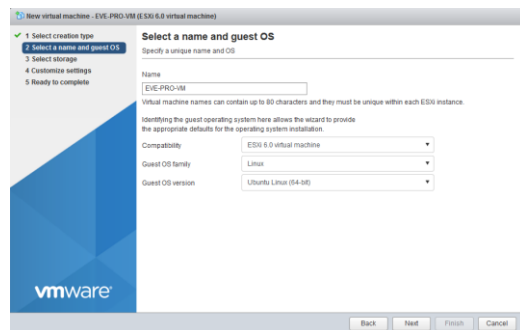 New virtual machine - EVE-PRO-VM (ESXi 6.0 virtual machine)
1 Select creation type
2 Select a name and guest OS
3 Select storage
4 Customize settings
5 Ready to complete
Select a name and guest OS
Specify a unique name and OS
Name
EVE-PRO-VM
Virtual machine names can contain up to 80 characters and they must be unique within each ESXi instance.
Identifying the guest operating system here allows the wizard to provide
the appropriate defaults for the operating system installation.
Compatibility
ESXi 6.0 virtual machine
Guest OS family
Linux
Guest OS version
Ubuntu Linux (64-bit)
vmware
Back
Next
Finish
Cancel